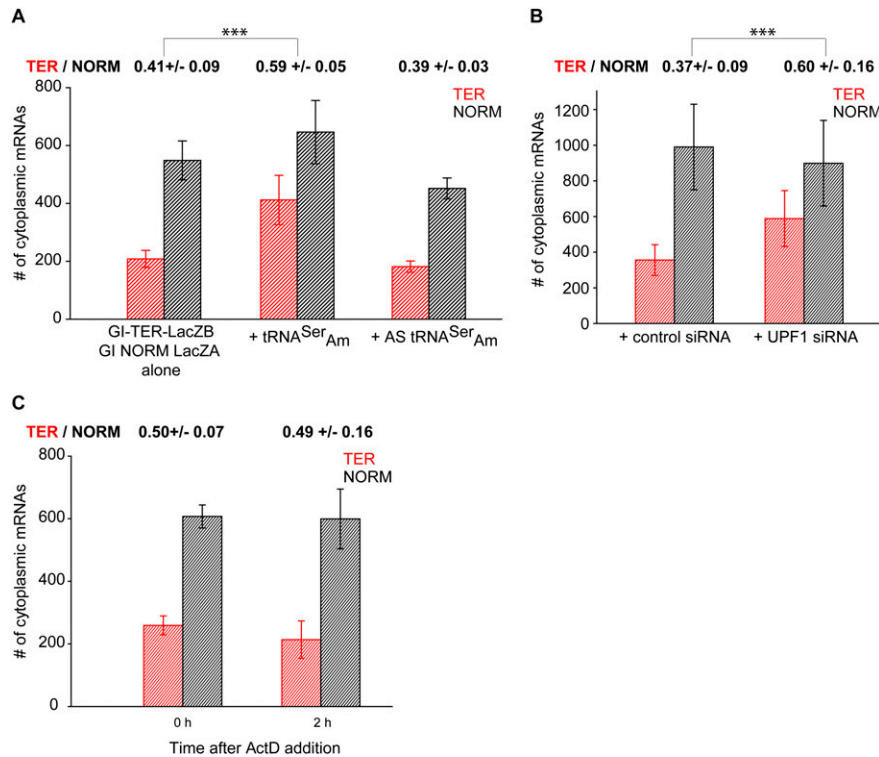 A
***
TER / NORM 0.41+/- 0.09 0.59 +/- 0.05 0.39 +/- 0.03
800
600
400
200
0
# of cytoplasmic mRNAs
TER
NORM
GI-TER-LacZB
GI NORM LacZA
alone
+ tRNASerAm
+ AS tRNASerAm
B
***
TER / NORM 0.37+/- 0.09 0.60 +/- 0.16
1200
1000
800
600
400
200
0
# of cytoplasmic mRNAs
TER
NORM
+ control siRNA
+ UPF1 siRNA
C
TER / NORM 0.50+/- 0.07 0.49 +/- 0.16
800
600
400
200
0
# of cytoplasmic mRNAs
TER
NORM
0 h
2 h
Time after ActD addition